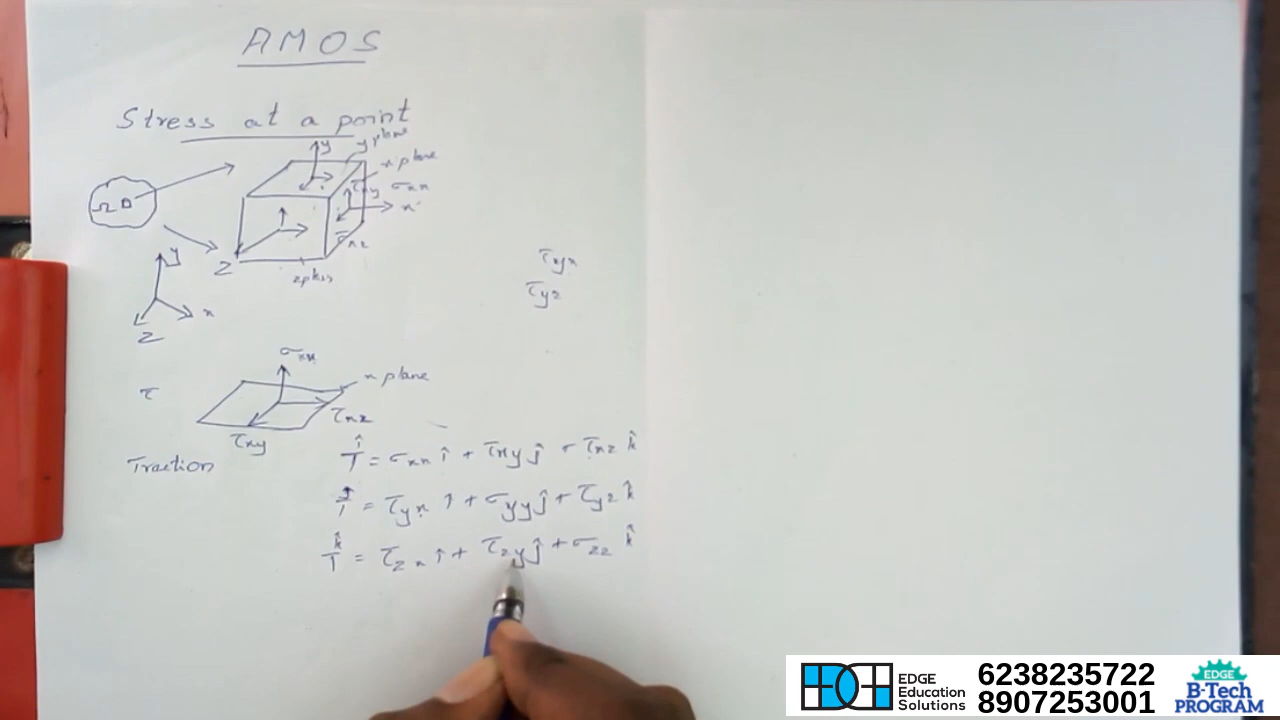 AMOS
Stress at a point
y
y plane
x plane
τxy σxx
x
Ω
τxz
z
z plane
y
x
z
τyx
τyz
σxx
x plane
τ
τxz
τxy
Traction
T^î = σxx î + τxy ĵ + τxz k̂
T^ĵ = τyx î + σyy ĵ + τyz k̂
T^k̂ = τzx î + τzy ĵ + σzz k̂
EDGE
Education
Solutions
6238235722
8907253001
EDGE
B-Tech
PROGRAM